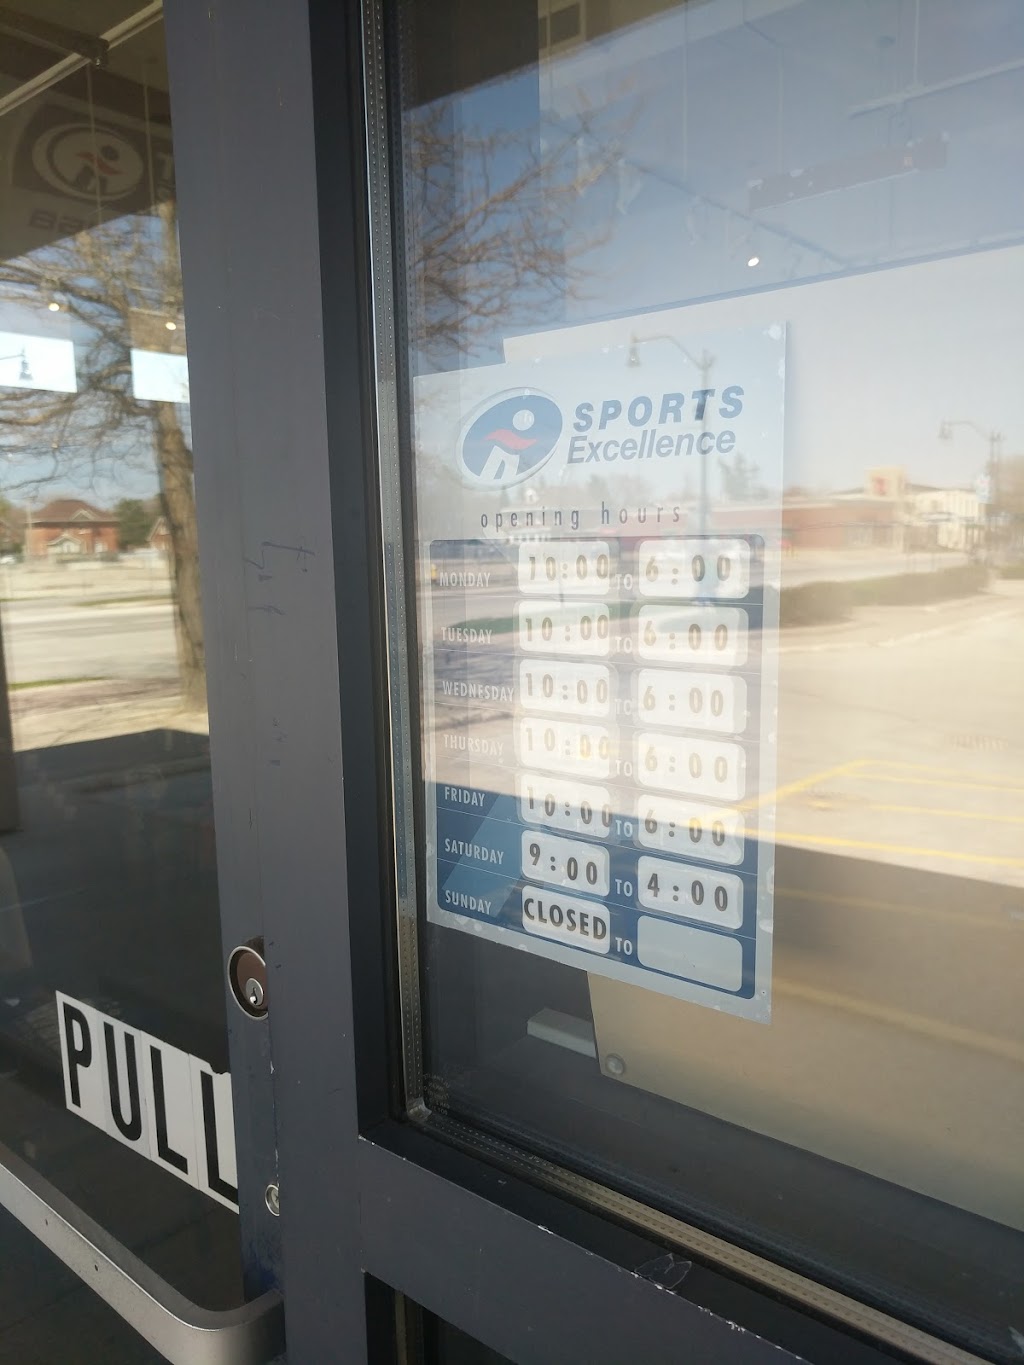 SPORTS
Excellence
opening hours
MONDAY 10:00 TO 6:00
TUESDAY 10:00 TO 6:00
WEDNESDAY 10:00 TO 6:00
THURSDAY 10:00 TO 6:00
FRIDAY 10:00 TO 6:00
SATURDAY 9:00 TO 4:00
SUNDAY CLOSED TO
PULL